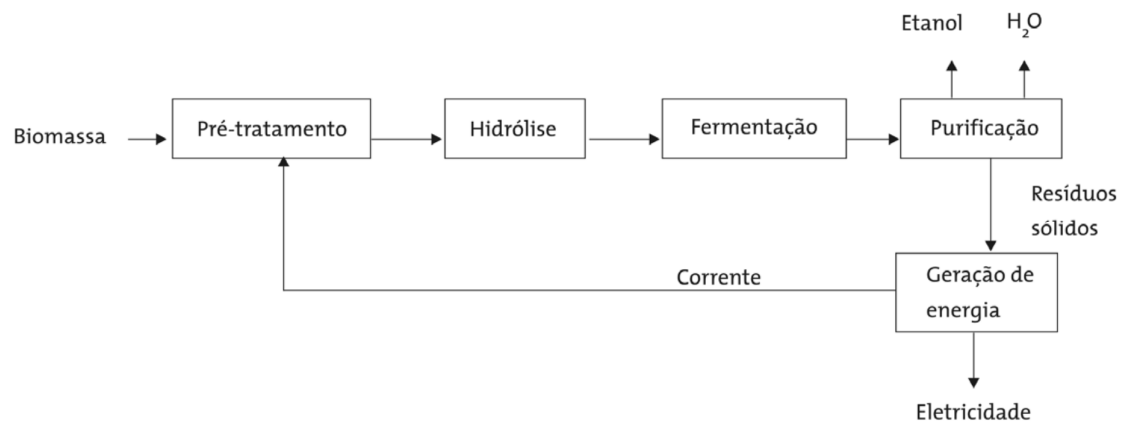 Etanol
H₂O
Biomassa
Pré-tratamento
Hidrólise
Fermentação
Purificação
Resíduos
sólidos
Corrente
Geração de
energia
Eletricidade